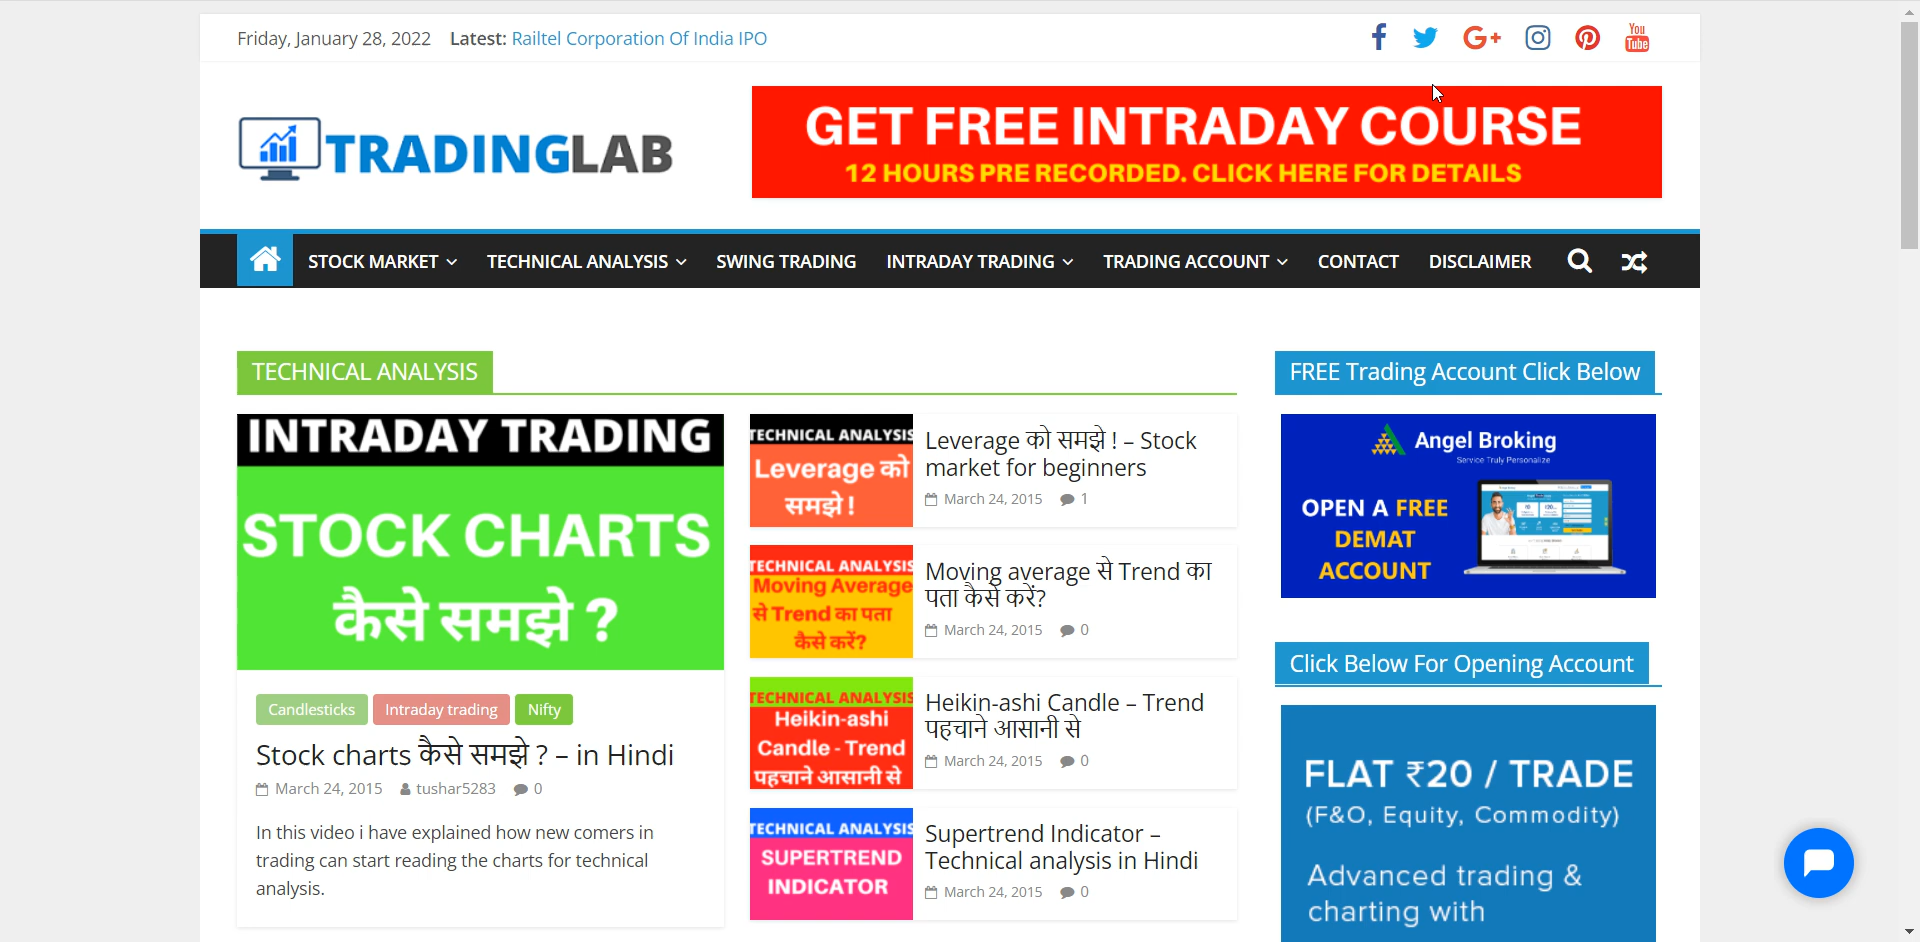 Friday, January 28, 2022 Latest: Railtel Corporation Of India IPO
You
Tube
TRADINGLAB
GET FREE INTRADAY COURSE
12 HOURS PRE RECORDED. CLICK HERE FOR DETAILS
STOCK MARKET TECHNICAL ANALYSIS SWING TRADING INTRADAY TRADING TRADING ACCOUNT CONTACT DISCLAIMER
TECHNICAL ANALYSIS
INTRADAY TRADING
STOCK CHARTS
कैसे समझे ?
Candlesticks Intraday trading Nifty
Stock charts कैसे समझे ? – in Hindi
March 24, 2015 tushar5283 0
In this video i have explained how new comers in
trading can start reading the charts for technical
analysis.
TECHNICAL ANALYSIS
Leverage को
समझे !
Leverage को समझे ! – Stock
market for beginners
March 24, 2015 1
TECHNICAL ANALYSIS
Moving Average
से Trend का पता
कैसे करें?
Moving average से Trend का
पता कैसे करें?
March 24, 2015 0
TECHNICAL ANALYSIS
Heikin-ashi
Candle - Trend
पहचाने आसानी से
Heikin-ashi Candle – Trend
पहचाने आसानी से
March 24, 2015 0
TECHNICAL ANALYSIS
SUPERTREND
INDICATOR
Supertrend Indicator –
Technical analysis in Hindi
March 24, 2015 0
FREE Trading Account Click Below
Angel Broking
Service Truly Personalize
OPEN A FREE
DEMAT
ACCOUNT
Click Below For Opening Account
FLAT ₹20 / TRADE
(F&O, Equity, Commodity)
Advanced trading &
charting with